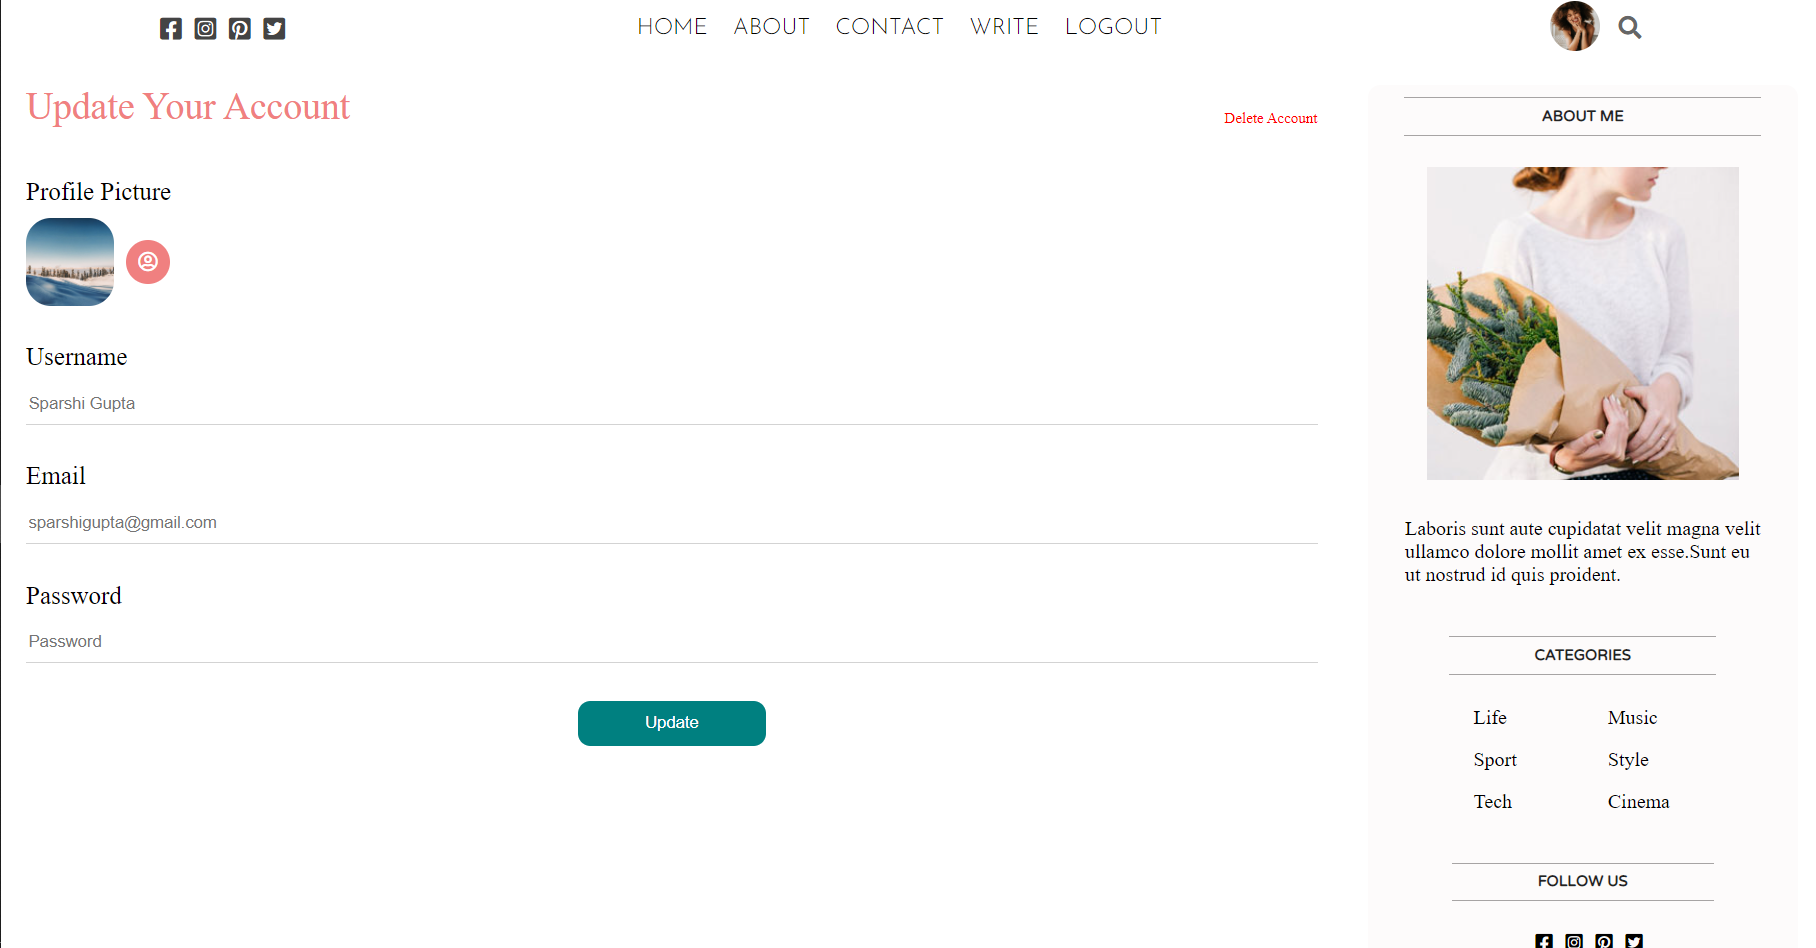 HOME ABOUT CONTACT WRITE LOGOUT
Update Your Account
Delete Account
Profile Picture
Username
Sparshi Gupta
Email
sparshigupta@gmail.com
Password
Password
Update
ABOUT ME
Laboris sunt aute cupidatat velit magna velit
ullamco dolore mollit amet ex esse.Sunt eu
ut nostrud id quis proident.
CATEGORIES
Life Music
Sport Style
Tech Cinema
FOLLOW US